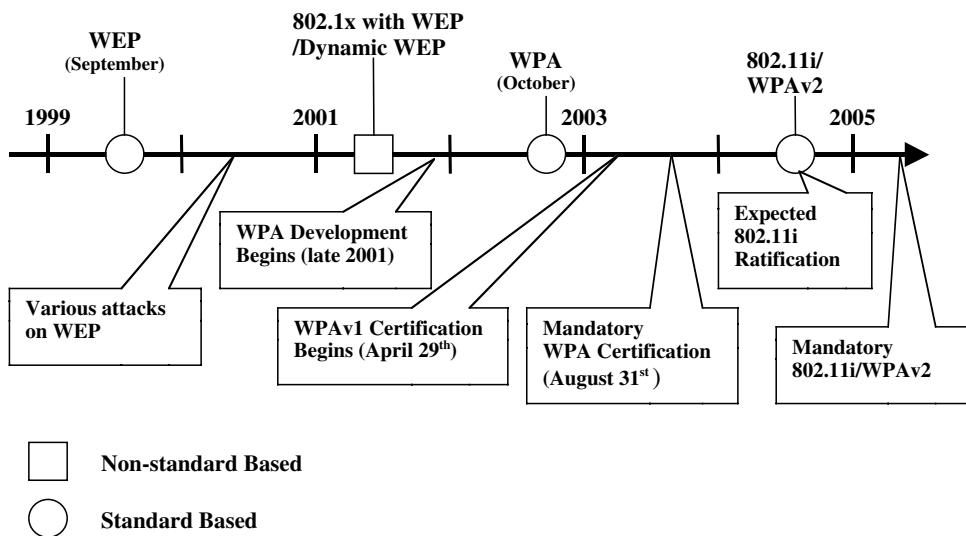 802.1x with WEP
/Dynamic WEP
WEP
(September)
WPA
(October)
802.11i/
WPAv2
1999
2001
2003
2005
WPA Development
Begins (late 2001)
Expected
802.11i
Ratification
Various attacks
on WEP
WPAv1 Certification
Begins (April 29th)
Mandatory
WPA Certification
(August 31st)
Mandatory
802.11i/WPAv2
Non-standard Based
Standard Based